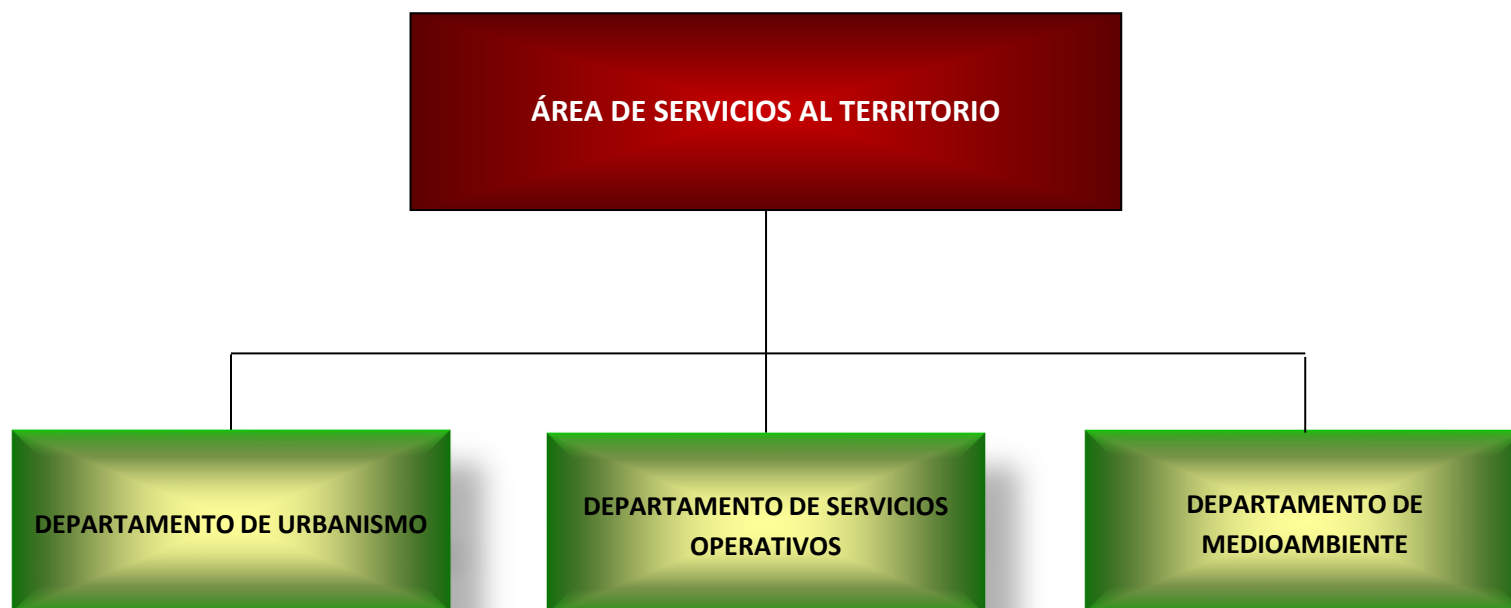 ÁREA DE SERVICIOS AL TERRITORIO
DEPARTAMENTO DE URBANISMO
DEPARTAMENTO DE SERVICIOS
OPERATIVOS
DEPARTAMENTO DE
MEDIOAMBIENTE